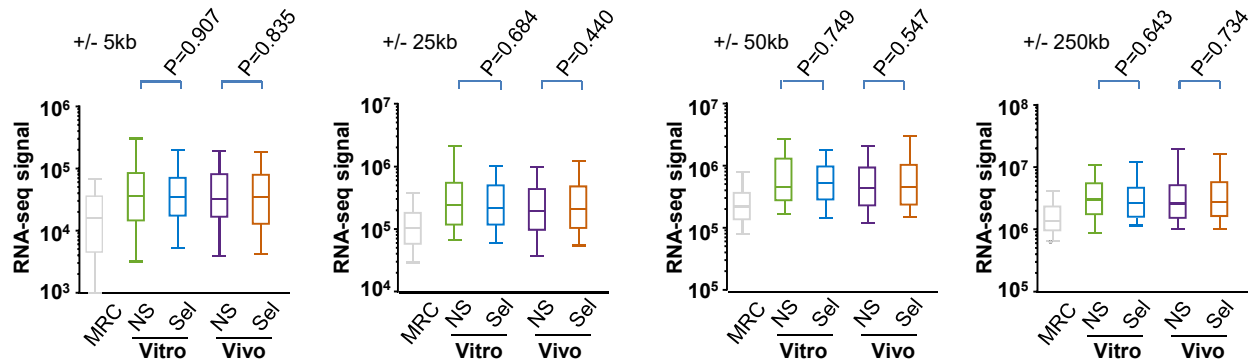 +/- 5kb
P=0.907
P=0.835
RNA-seq signal
10⁶
10⁵
10⁴
10³
MRC
NS
Sel
NS
Sel
Vitro
Vivo
+/- 25kb
P=0.684
P=0.440
RNA-seq signal
10⁷
10⁶
10⁵
10⁴
MRC
NS
Sel
NS
Sel
Vitro
Vivo
+/- 50kb
P=0.749
P=0.547
RNA-seq signal
10⁷
10⁶
10⁵
10⁵
MRC
NS
Sel
NS
Sel
Vitro
Vivo
+/- 250kb
P=0.643
P=0.734
RNA-seq signal
10⁸
10⁷
10⁶
10⁵
MRC
NS
Sel
NS
Sel
Vitro
Vivo